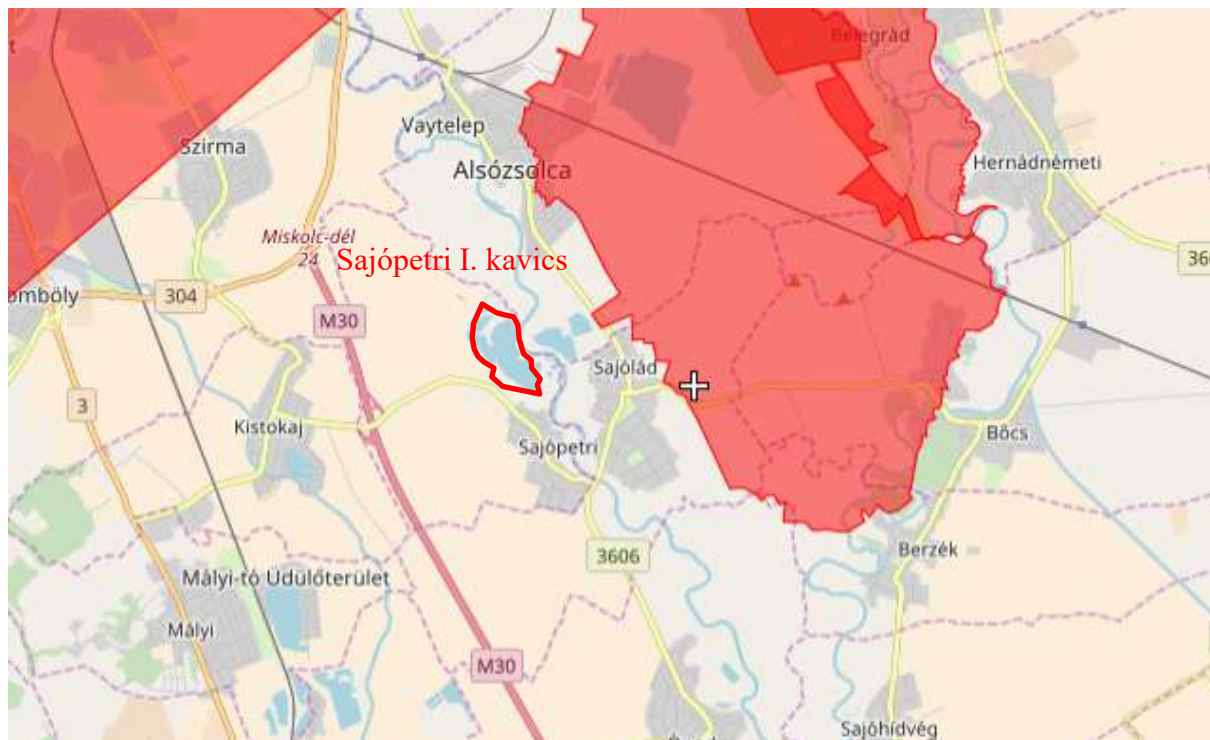 Belegrád
Vaytelep
Szirma
Hernádnémeti
Alsózsolca
Miskolc-dél
24
Sajópetri I. kavics
304
M30
Sajólád
3
Kistokaj
Sajópetri
Bőcs
3606
Berzék
Mályi-tó Üdülőterület
Mályi
M30
Sajóhídvég